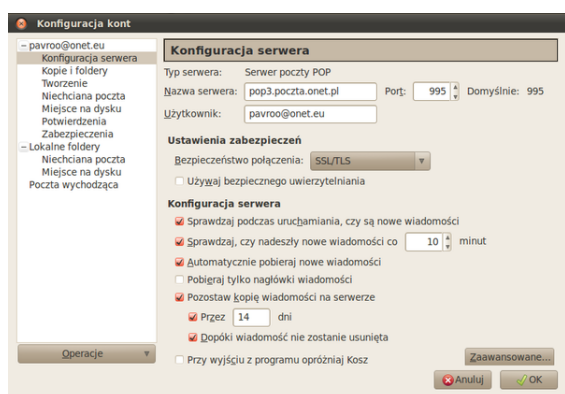 Konfiguracja kont
− pavroo@onet.eu
Konfiguracja serwera
Kopie i foldery
Tworzenie
Niechciana poczta
Miejsce na dysku
Potwierdzenia
Zabezpieczenia
− Lokalne foldery
Niechciana poczta
Miejsce na dysku
Poczta wychodząca
Operacje
Konfiguracja serwera
Typ serwera: Serwer poczty POP
Nazwa serwera: pop3.poczta.onet.pl Port: 995 Domyślnie: 995
Użytkownik: pavroo@onet.eu
Ustawienia zabezpieczeń
Bezpieczeństwo połączenia: SSL/TLS
Używaj bezpiecznego uwierzytelniania
Konfiguracja serwera
Sprawdzaj podczas uruchamiania, czy są nowe wiadomości
Sprawdzaj, czy nadeszły nowe wiadomości co 10 minut
Automatycznie pobieraj nowe wiadomości
Pobieraj tylko nagłówki wiadomości
Pozostaw kopię wiadomości na serwerze
Przez 14 dni
Dopóki wiadomość nie zostanie usunięta
Przy wyjściu z programu opróżniaj Kosz
Zaawansowane...
Anuluj OK